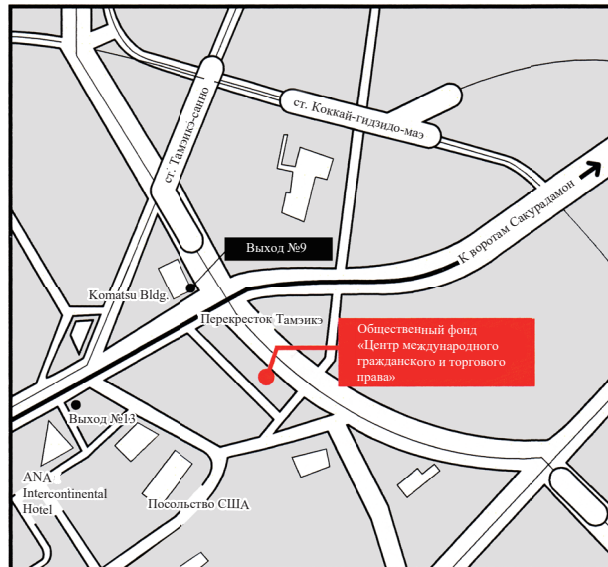 ст. Тамэикэ-санно
ст. Коккай-гидзидо-маэ
К воротам Сакурадамон
Выход №9
Komatsu Bldg.
Перекресток Тамэикэ
Общественный фонд
«Центр международного
гражданского и торгового
права»
Выход №13
ANA
Intercontinental
Hotel
Посольство США